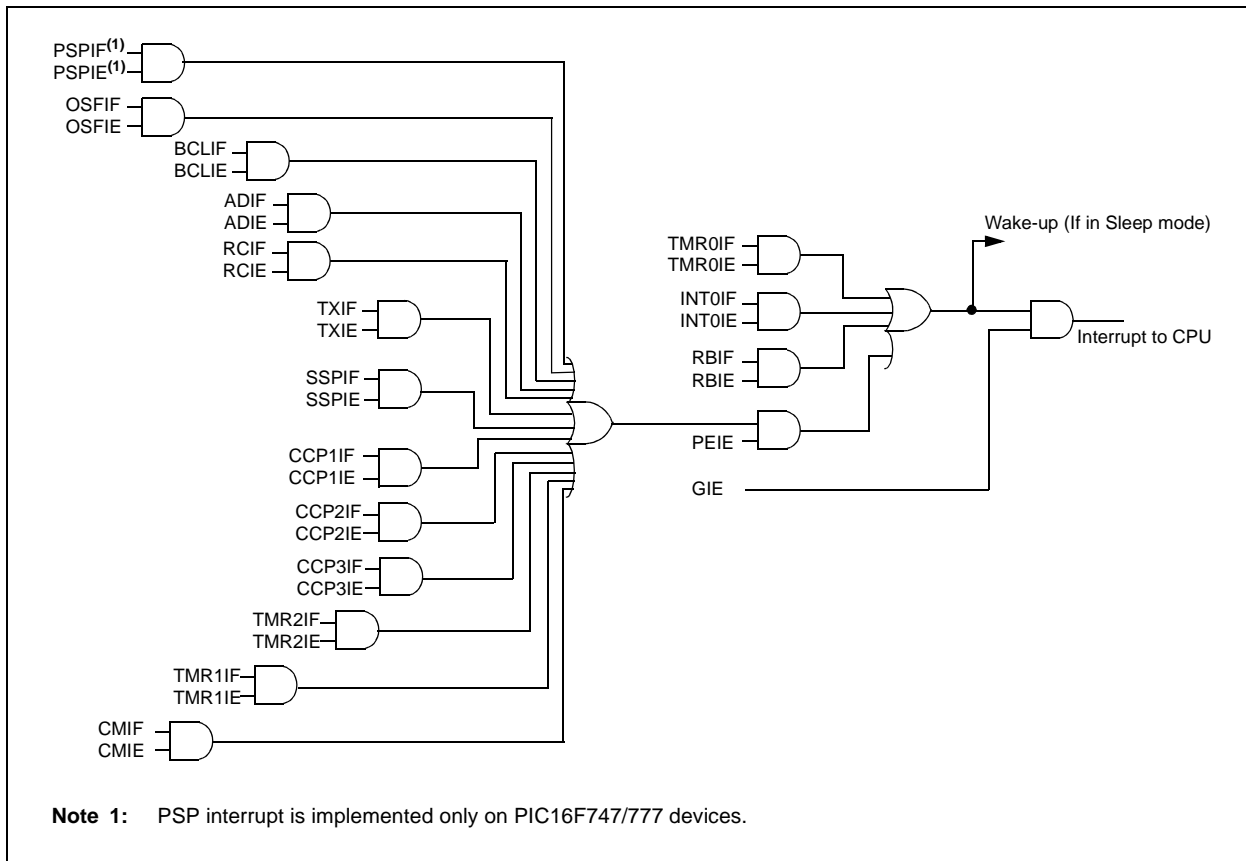 PSPIF(1)
PSPIE(1)
OSFIF
OSFIE
BCLIF
BCLIE
ADIF
ADIE
RCIF
RCIE
TXIF
TXIE
SSPIF
SSPIE
CCP1IF
CCP1IE
CCP2IF
CCP2IE
CCP3IF
CCP3IE
TMR2IF
TMR2IE
TMR1IF
TMR1IE
CMIF
CMIE
TMR0IF
TMR0IE
INT0IF
INT0IE
RBIF
RBIE
PEIE
GIE
Wake-up (If in Sleep mode)
Interrupt to CPU
Note 1: PSP interrupt is implemented only on PIC16F747/777 devices.